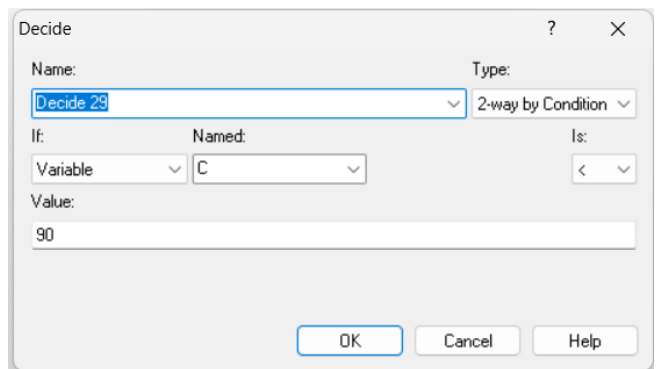 Decide ? X
Name: Type:
Decide 29 2-way by Condition
If: Named: Is:
Variable C <
Value:
90
OK Cancel Help